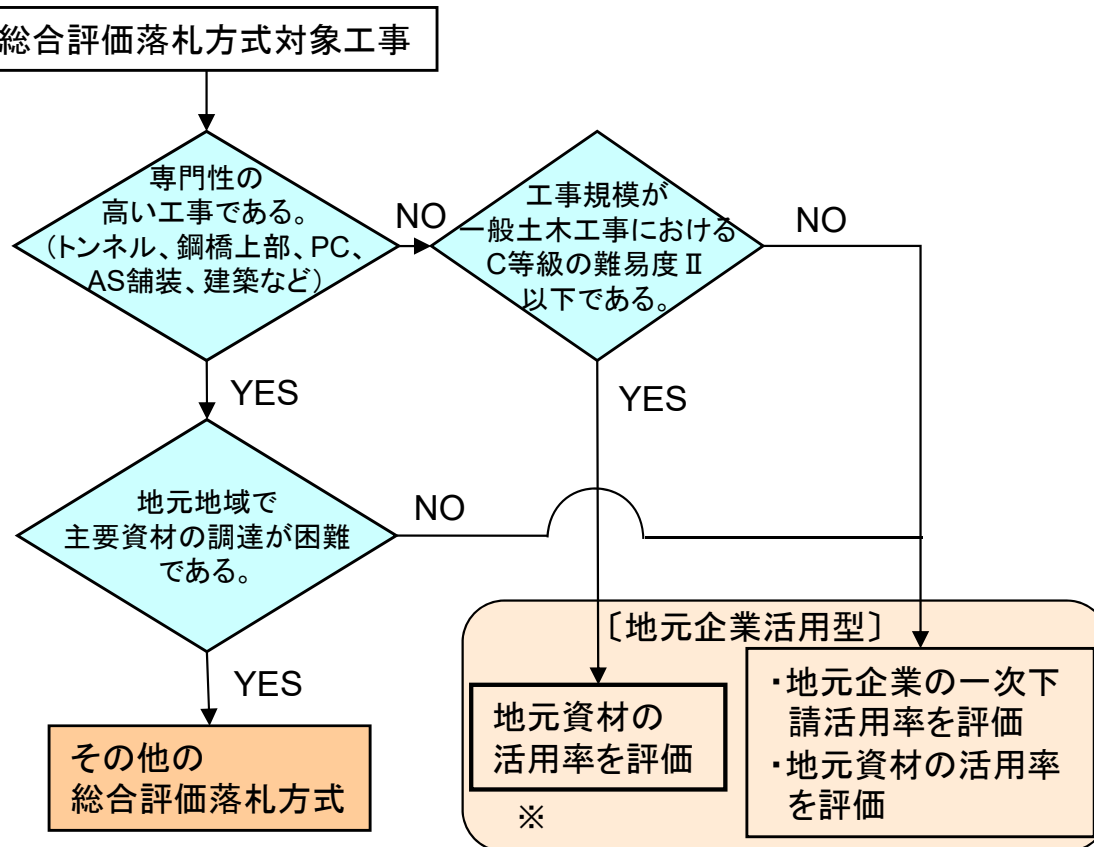 総合評価落札方式対象工事
専門性の
高い工事である。
(トンネル、鋼橋上部、PC、
AS舗装、建築など)
NO
工事規模が
一般土木工事における
C等級の難易度Ⅱ
以下である。
NO
YES
YES
地元地域で
主要資材の調達が困難
である。
NO
YES
その他の
総合評価落札方式
〔地元企業活用型〕
地元資材の
活用率を評価
※
・地元企業の一次下
請活用率を評価
・地元資材の活用率
を評価